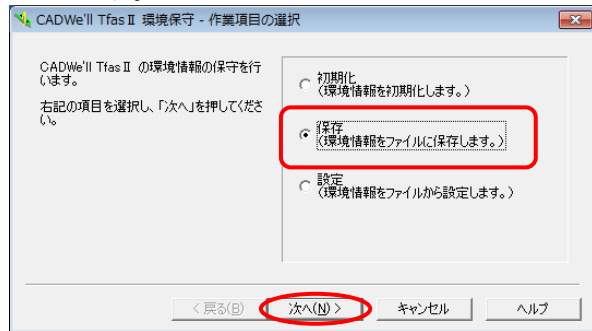 CADWe'll Tfas II 環境保守 - 作業項目の選択
CADWe'll Tfas II の環境情報の保守を行
います。
右記の項目を選択し、「次へ」を押してくださ
い。
初期化
（環境情報を初期化します。）
保存
（環境情報をファイルに保存します。）
設定
（環境情報をファイルから設定します。）
< 戻る(B)
次へ(N) >
キャンセル
ヘルプ